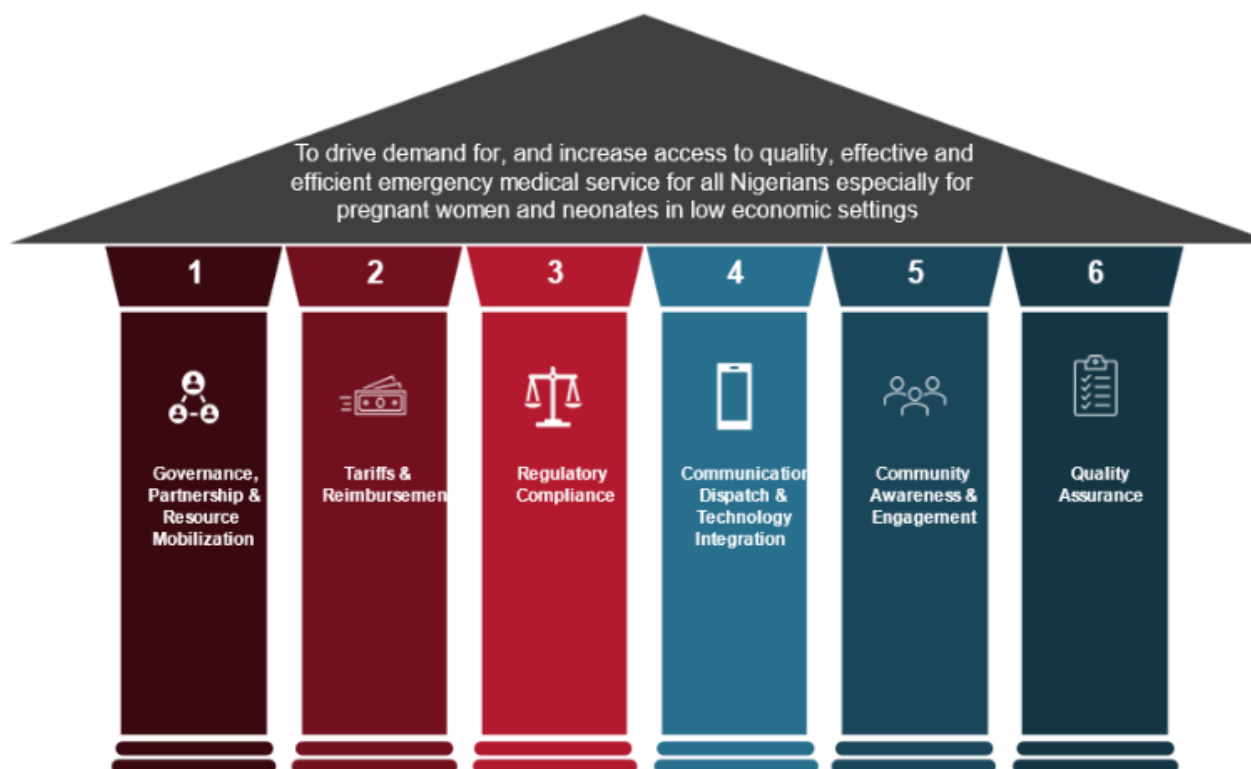 To drive demand for, and increase access to quality, effective and
efficient emergency medical service for all Nigerians especially for
pregnant women and neonates in low economic settings
1
2
3
4
5
6
Governance,
Partnership &
Resource
Mobilization
Tariffs &
Reimbursemen
Regulatory
Compliance
Communication
Dispatch &
Technology
Integration
Community
Awareness &
Engagement
Quality
Assurance